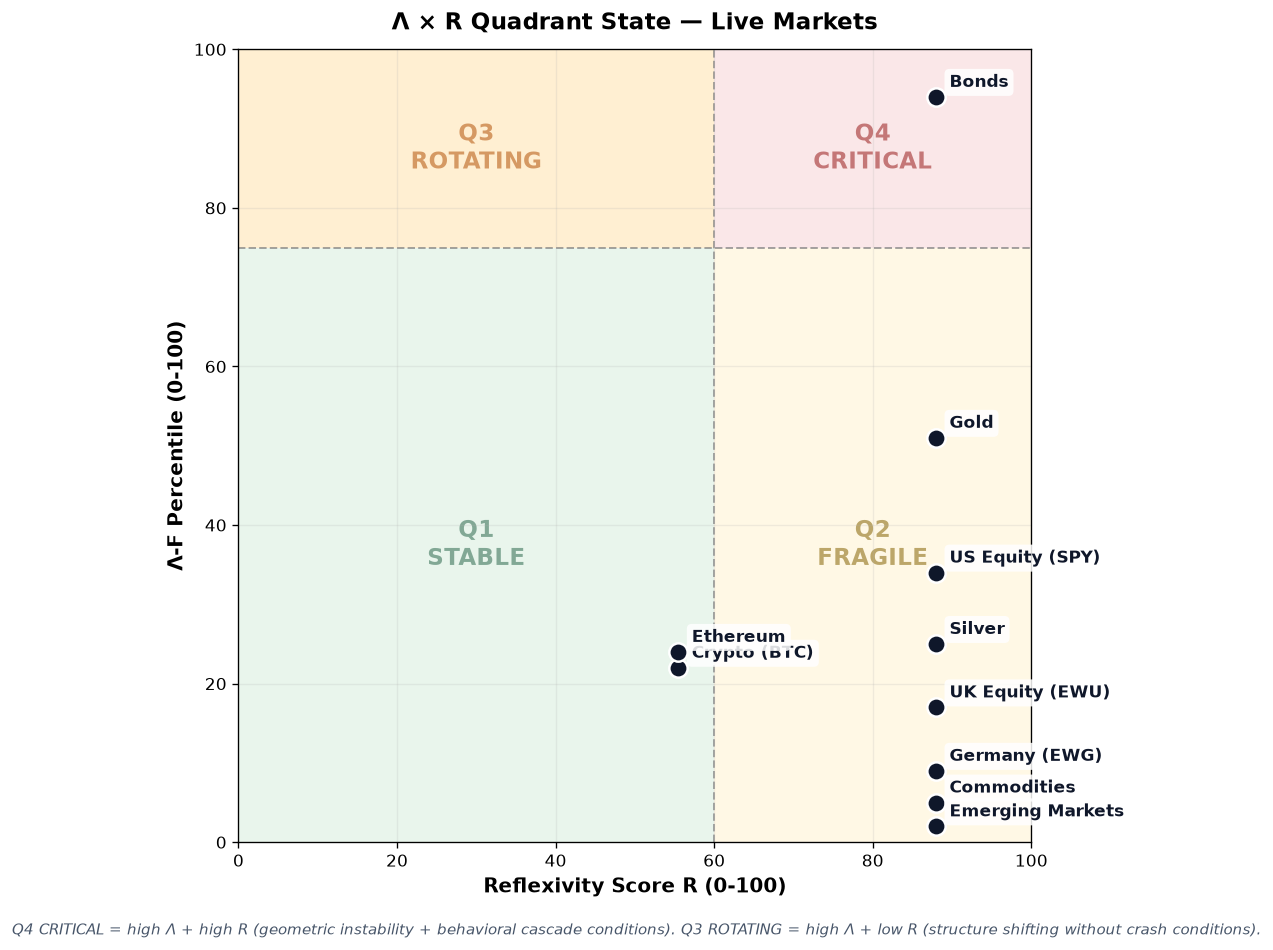 Λ × R Quadrant State — Live Markets
Λ-F Percentile (0-100)
100
80
60
40
20
0
Q3
ROTATING
Q4
CRITICAL
Q1
STABLE
Q2
FRAGILE
Bonds
Gold
US Equity (SPY)
Silver
Ethereum
Crypto (BTC)
UK Equity (EWU)
Germany (EWG)
Commodities
Emerging Markets
0 20 40 60 80 100
Reflexivity Score R (0-100)
Q4 CRITICAL = high Λ + high R (geometric instability + behavioral cascade conditions). Q3 ROTATING = high Λ + low R (structure shifting without crash conditions).